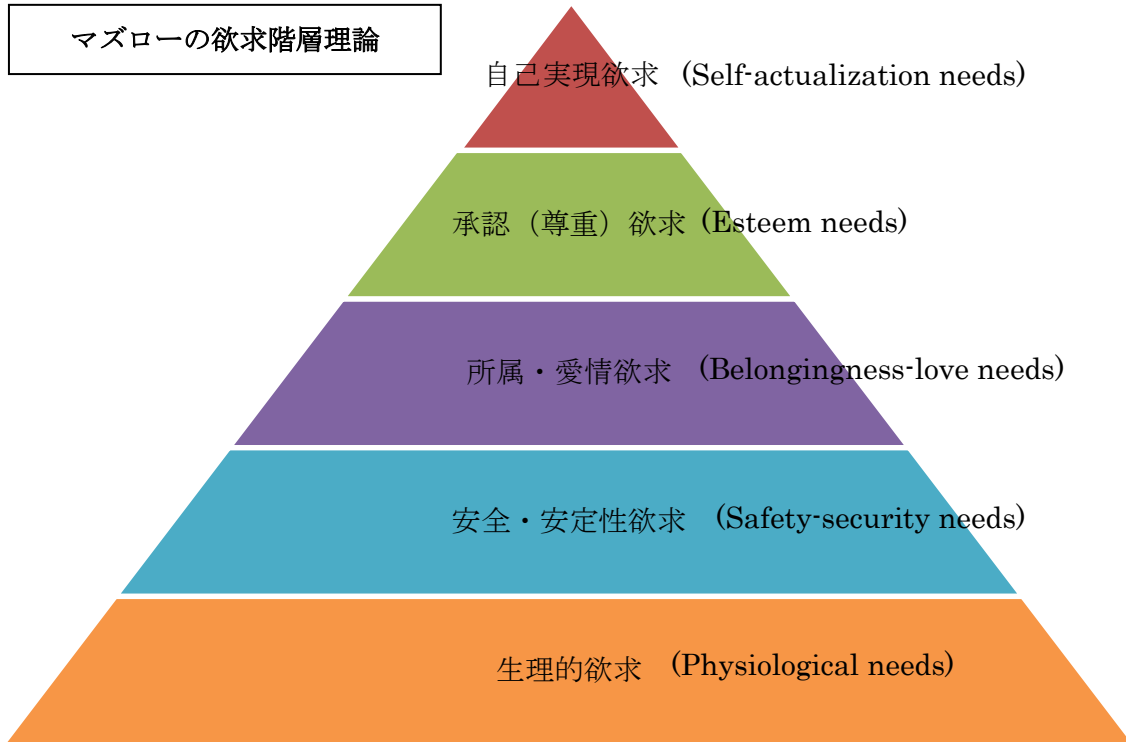 マズローの欲求階層理論
自己実現欲求 (Self-actualization needs)
承認（尊重）欲求 (Esteem needs)
所属・愛情欲求 (Belongingness-love needs)
安全・安定性欲求 (Safety-security needs)
生理的欲求 (Physiological needs)